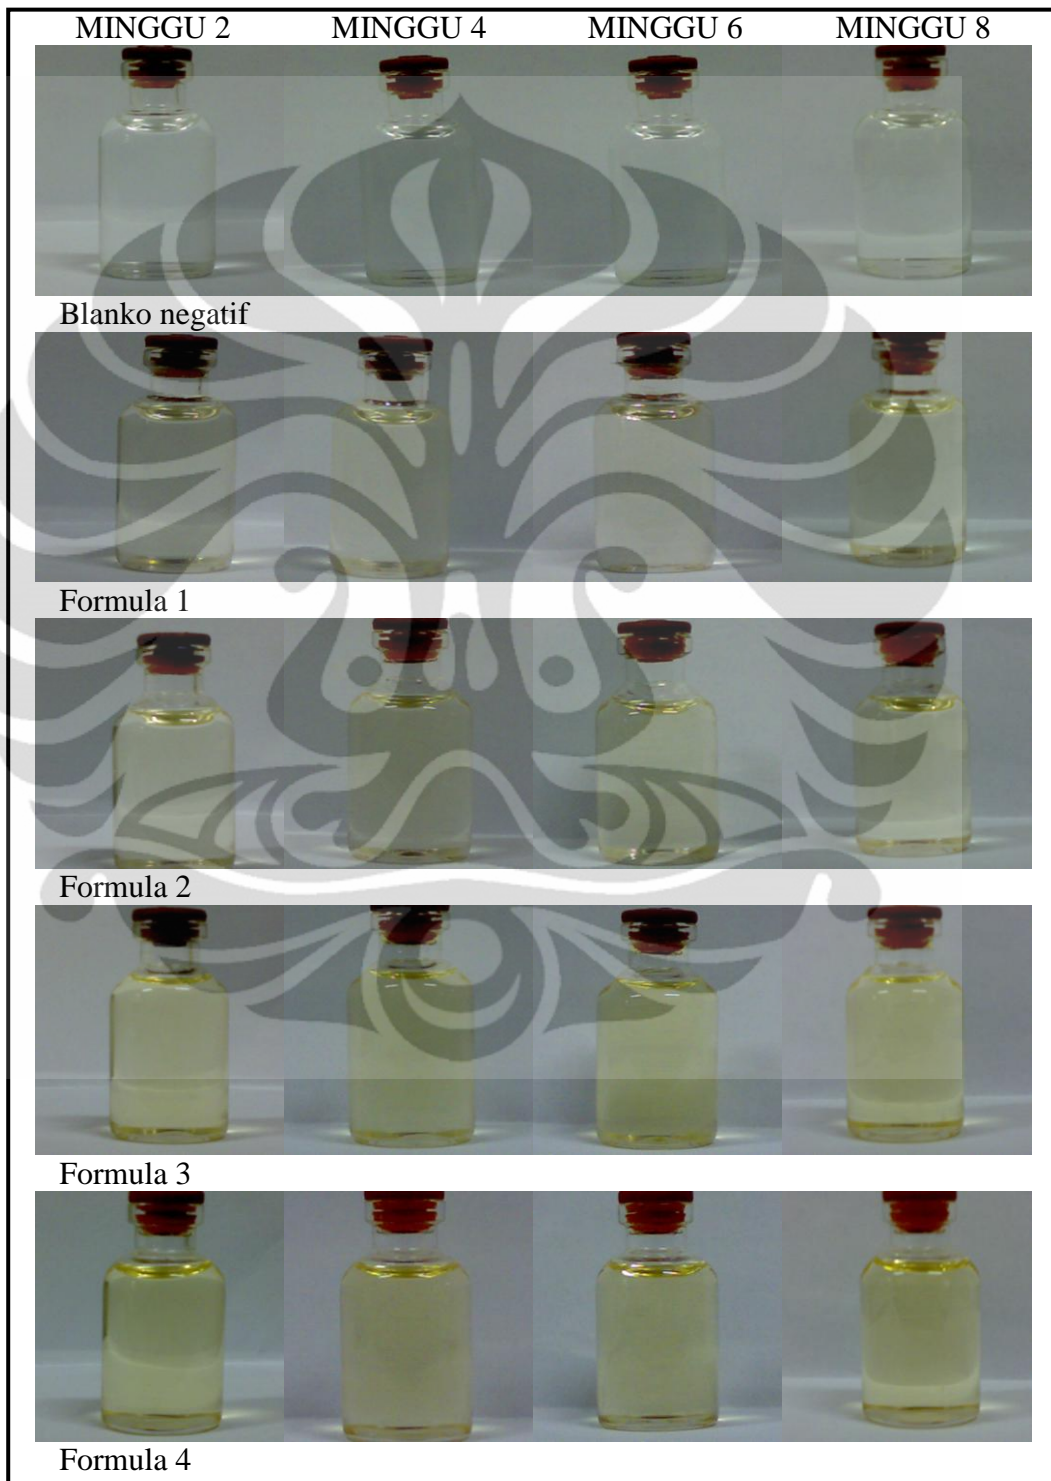 MINGGU 2 MINGGU 4 MINGGU 6 MINGGU 8
Blanko negatif
Formula 1
Formula 2
Formula 3
Formula 4